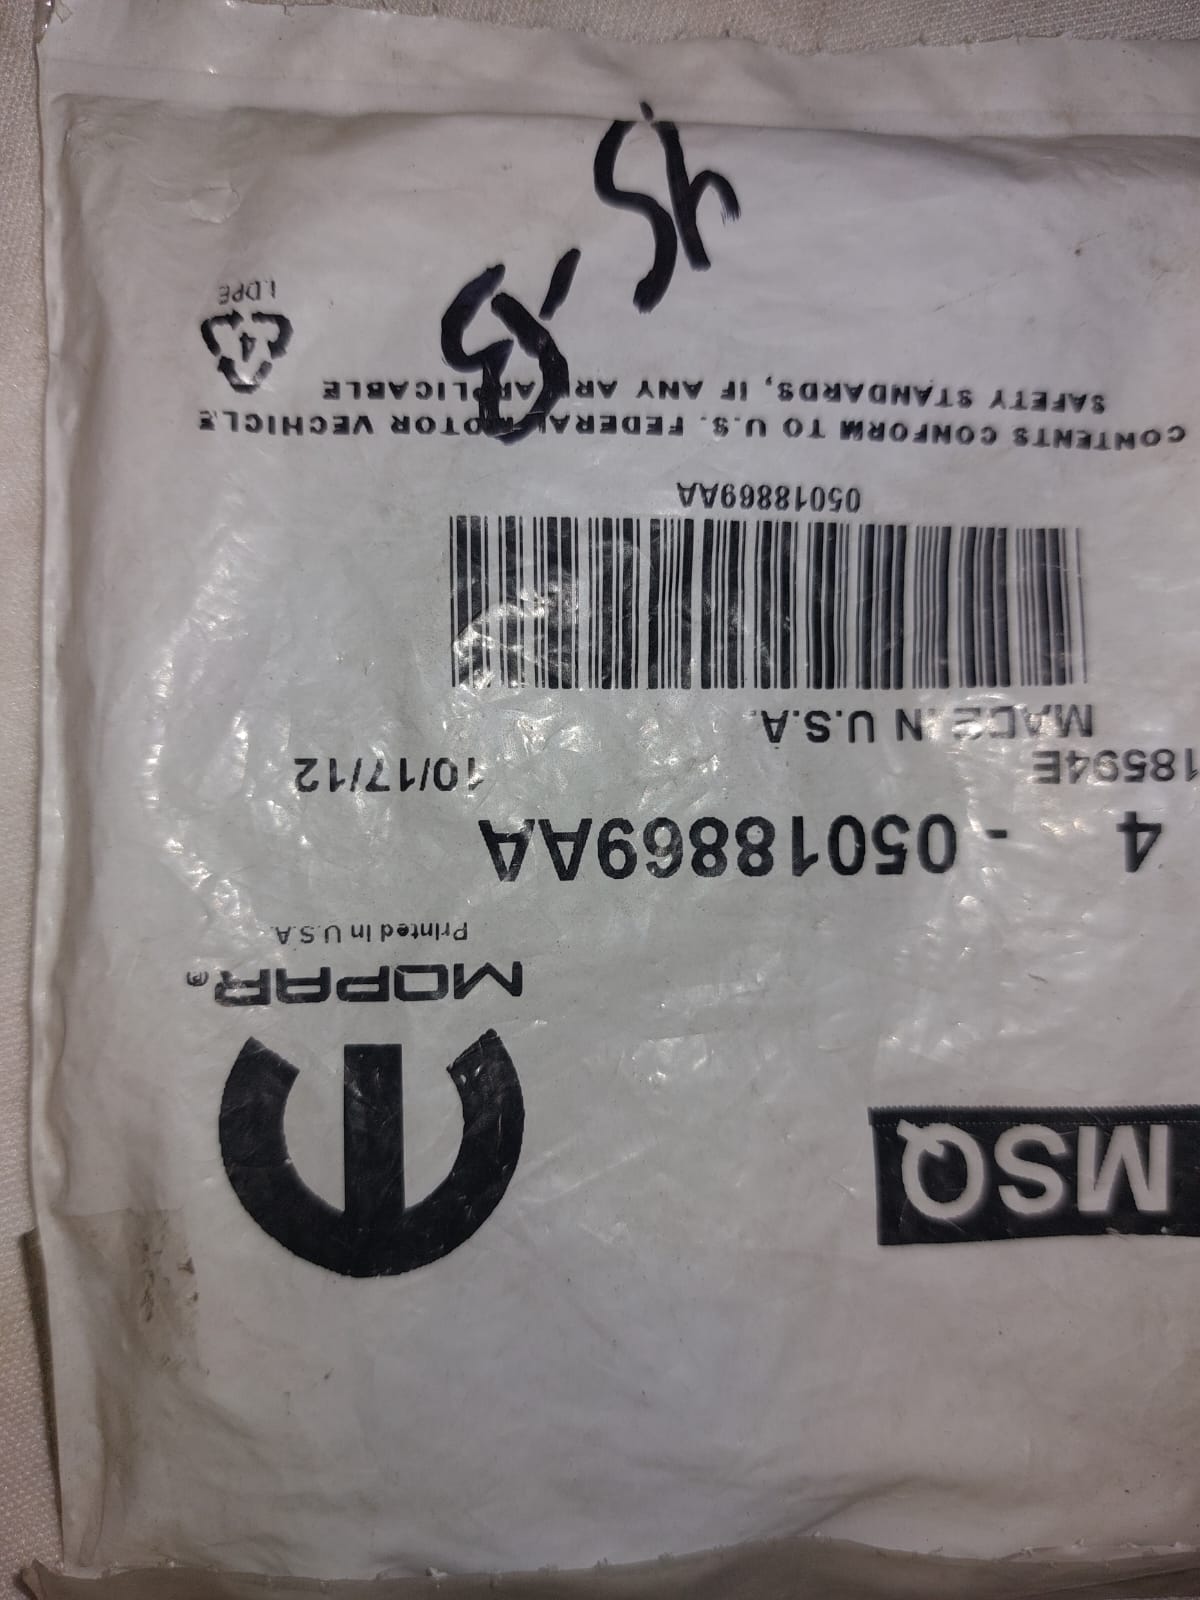 MSQ
MOPAR®
Printed in U.S.A.
4 - 05018869AA
18594E 10/17/12
MADE IN U.S.A.
05018869AA
CONTENTS CONFORM TO U.S. FEDERAL MOTOR VECHICLE
SAFETY STANDARDS, IF ANY ARE APPLICABLE
4
LDPE